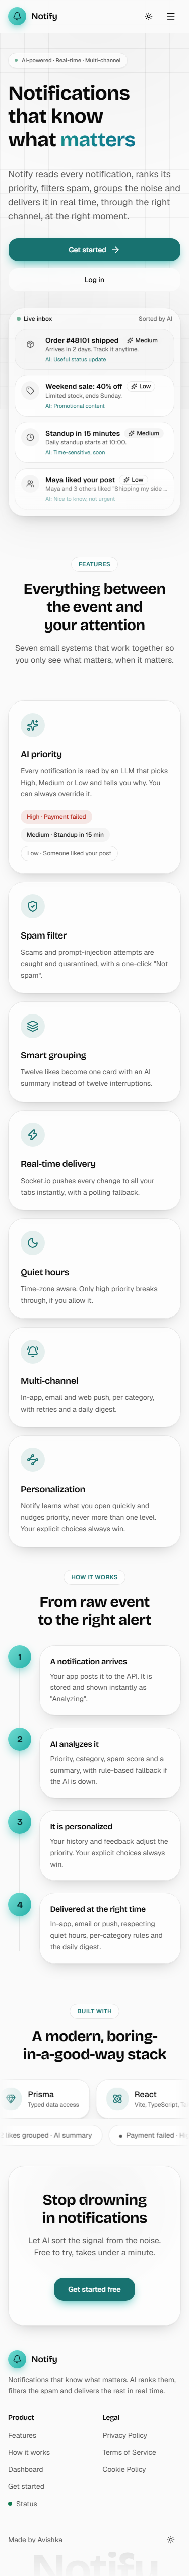 Notify
AI-powered · Real-time · Multi-channel
Notifications
that know
what matters
Notify reads every notification, ranks its
priority, filters spam, groups the noise and
delivers it in real time, through the right
channel, at the right moment.
Get started
Log in
Live inbox
Sorted by AI
Order #48101 shipped
Medium
Arrives in 2 days. Track it anytime.
AI: Useful status update
Weekend sale: 40% off
Low
Limited stock, ends Sunday.
AI: Promotional content
Standup in 15 minutes
Medium
Daily standup starts at 10:00.
AI: Time-sensitive, soon
Maya liked your post
Low
Maya and 3 others liked "Shipping my side ...
AI: Nice to know, not urgent
FEATURES
Everything between
the event and
your attention
Seven small systems that work together so
you only see what matters, when it matters.
AI priority
Every notification is read by an LLM that picks
High, Medium or Low and tells you why. You
can always override it.
High · Payment failed
Medium · Standup in 15 min
Low · Someone liked your post
Spam filter
Scams and prompt-injection attempts are
caught and quarantined, with a one-click "Not
spam".
Smart grouping
Twelve likes become one card with an AI
summary instead of twelve interruptions.
Real-time delivery
Socket.io pushes every change to all your
tabs instantly, with a polling fallback.
Quiet hours
Time-zone aware. Only high priority breaks
through, if you allow it.
Multi-channel
In-app, email and web push, per category,
with retries and a daily digest.
Personalization
Notify learns what you open quickly and
nudges priority, never more than one level.
Your explicit choices always win.
HOW IT WORKS
From raw event
to the right alert
1
A notification arrives
Your app posts it to the API. It is
stored and shown instantly as
"Analyzing".
2
AI analyzes it
Priority, category, spam score and a
summary, with rule-based fallback if
the AI is down.
3
It is personalized
Your history and feedback adjust the
priority. Your explicit choices always
win.
4
Delivered at the right time
In-app, email or push, respecting
quiet hours, per-category rules and
the daily digest.
BUILT WITH
A modern, boring-
in-a-good-way stack
Prisma
Typed data access
React
Vite, TypeScript,
likes grouped · AI summary
Payment failed ·
Stop drowning
in notifications
Let AI sort the signal from the noise.
Free to try, takes under a minute.
Get started free
Notify
Notifications that know what matters. AI ranks them,
filters the spam and delivers the rest in real time.
Product
Legal
Features
Privacy Policy
How it works
Terms of Service
Dashboard
Cookie Policy
Get started
Status
Made by Avishka
Notify